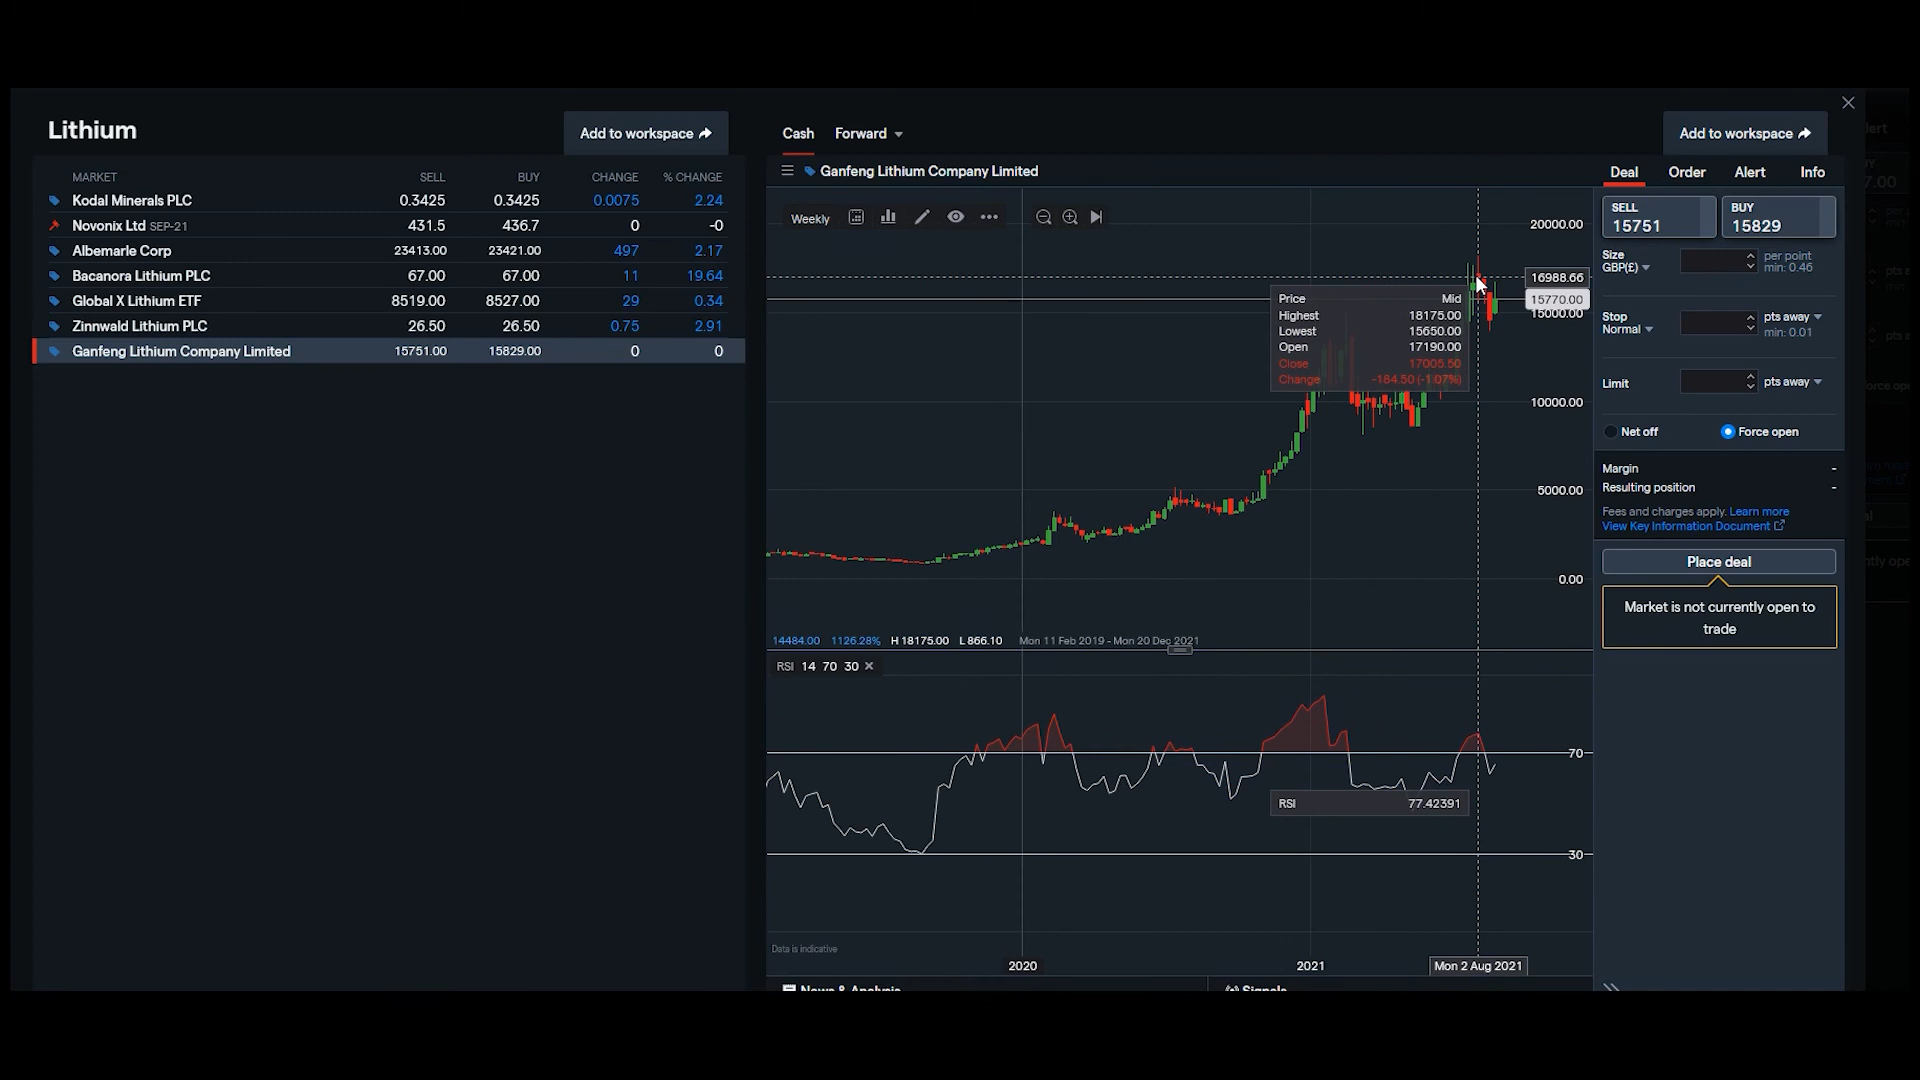 Lithium
Add to workspace
MARKET SELL BUY CHANGE % CHANGE
Kodal Minerals PLC 0.3425 0.3425 0.0075 2.24
Novonix Ltd SEP-21 431.5 436.7 0 -0
Albemarle Corp 23413.00 23421.00 497 2.17
Bacanora Lithium PLC 67.00 67.00 11 19.64
Global X Lithium ETF 8519.00 8527.00 29 0.34
Zinnwald Lithium PLC 26.50 26.50 0.75 2.91
Ganfeng Lithium Company Limited 15751.00 15829.00 0 0
Cash Forward
Add to workspace
Ganfeng Lithium Company Limited
Weekly
20000.00
16988.66
15770.00
15000.00
10000.00
5000.00
0.00
Price Mid
Highest 18175.00
Lowest 15650.00
Open 17190.00
Close 17005.50
Change -184.50 (-1.07%)
14484.00 1126.28% H 18175.00 L 866.10 Mon 11 Feb 2019 - Mon 20 Dec 2021
RSI 14 70 30
70
RSI 77.42391
30
Data is indicative
2020 2021 Mon 2 Aug 2021
News & Analysis Signals
Deal Order Alert Info
SELL
15751
BUY
15829
Size
GBP(£)
per point
min: 0.46
Stop
Normal
pts away
min: 0.01
Limit pts away
Net off Force open
Margin -
Resulting position -
Fees and charges apply. Learn more
View Key Information Document
Place deal
Market is not currently open to
trade